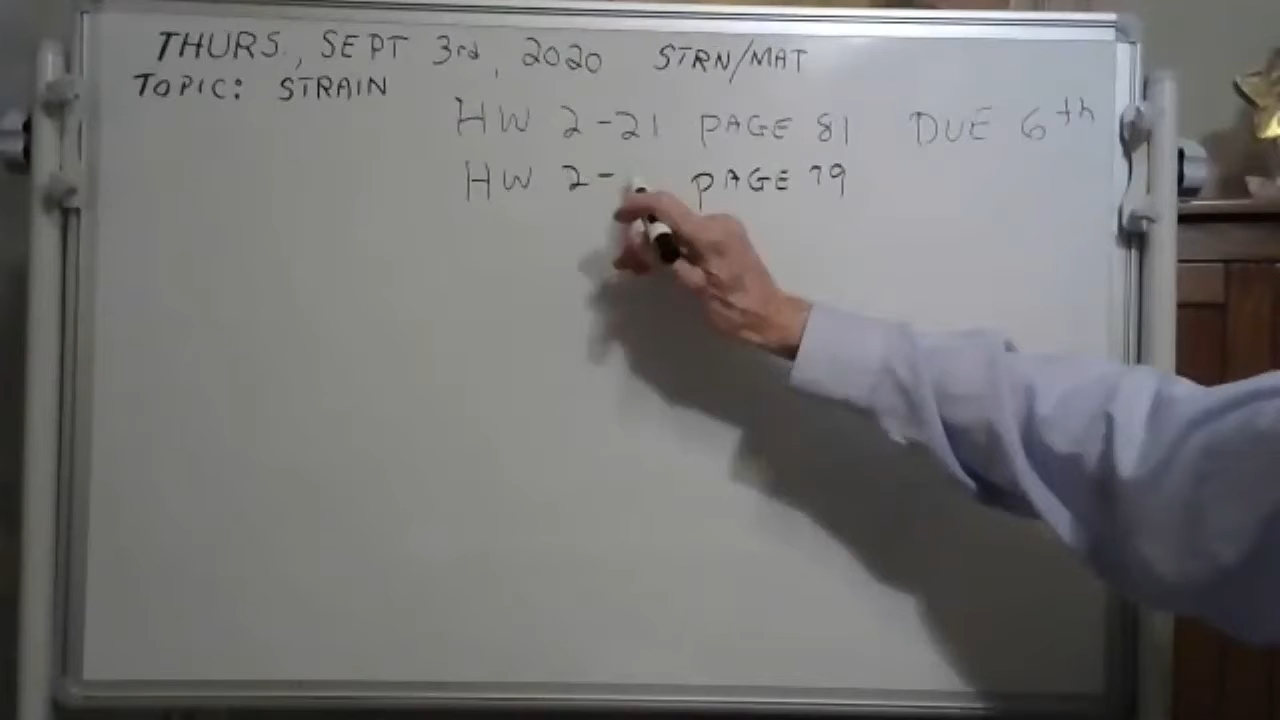 THURS, SEPT 3rd, 2020 STRN/MAT
TOPIC: STRAIN
HW 2-21 PAGE 81 DUE 6th
HW 2- PAGE 79